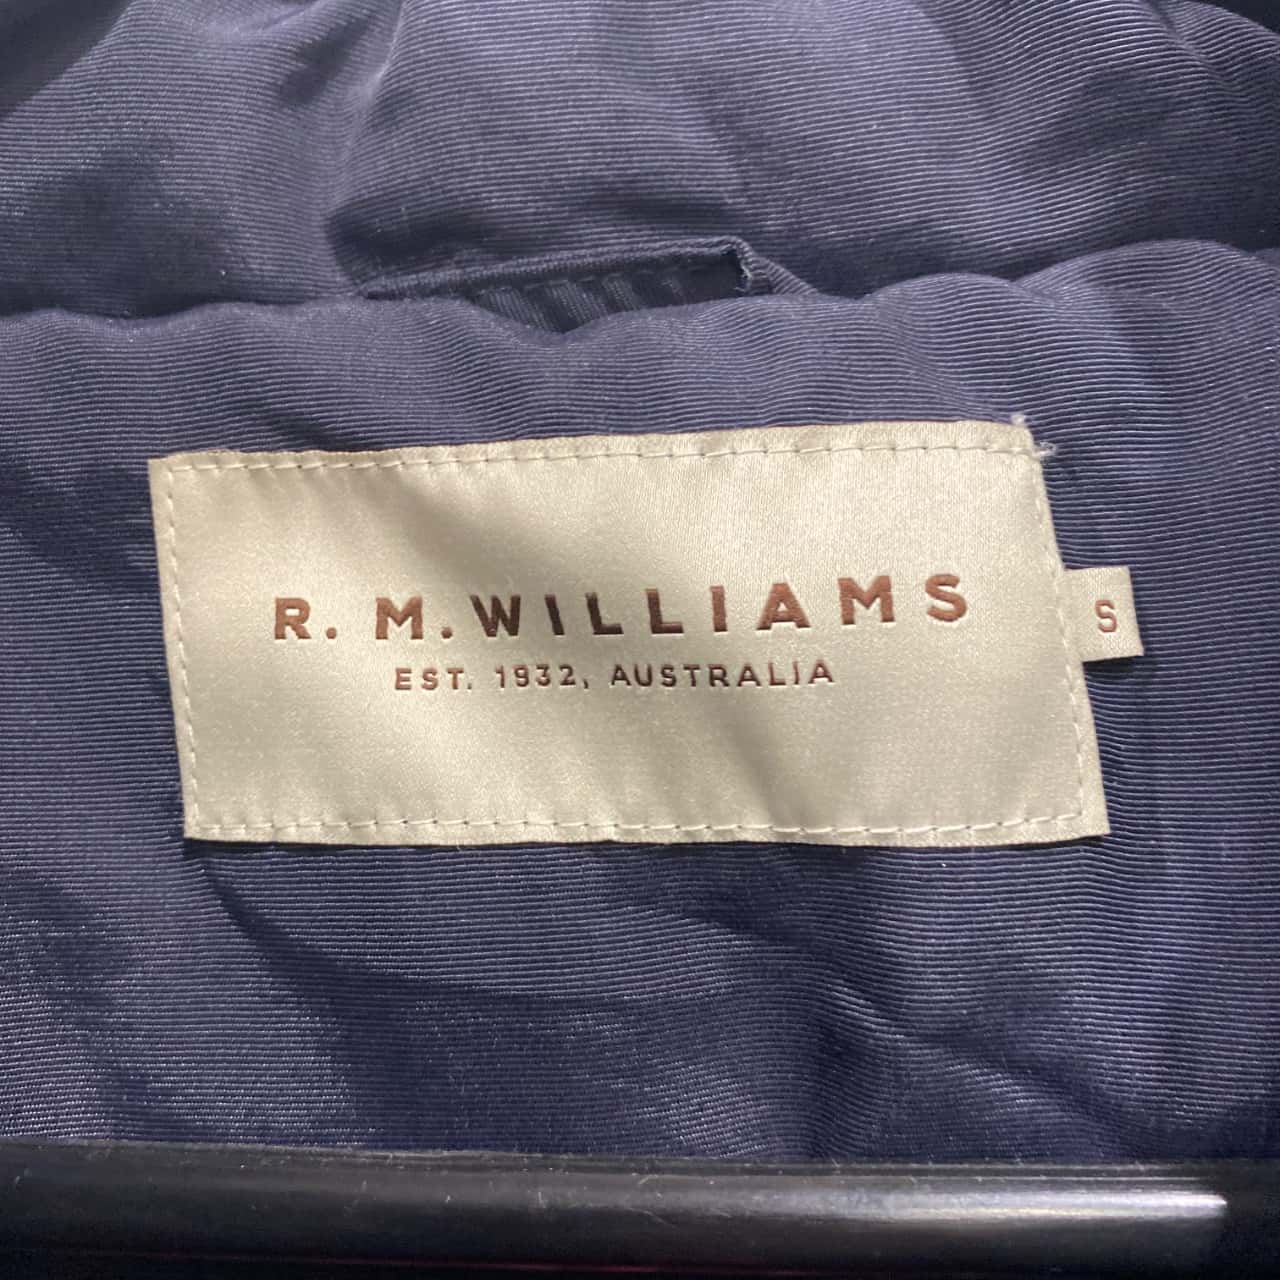 R. M. WILLIAMS
EST. 1932, AUSTRALIA
S